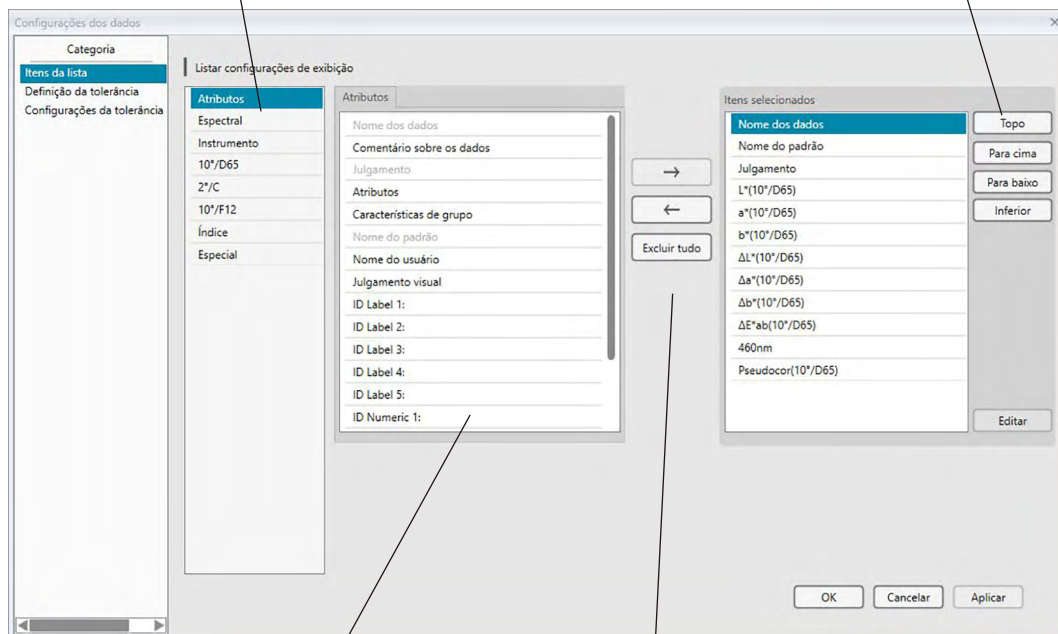 Configurações dos dados
Categoria
Itens da lista
Definição da tolerância
Configurações da tolerância
Listar configurações de exibição
Atributos
Espectral
Instrumento
10°/D65
2°/C
10°/F12
Índice
Especial
Atributos
Nome dos dados
Comentário sobre os dados
Julgamento
Atributos
Características de grupo
Nome do padrão
Nome do usuário
Julgamento visual
ID Label 1:
ID Label 2:
ID Label 3:
ID Label 4:
ID Label 5:
ID Numeric 1:
→
←
Excluir tudo
Itens selecionados
Nome dos dados
Nome do padrão
Julgamento
L*(10°/D65)
a*(10°/D65)
b*(10°/D65)
ΔL*(10°/D65)
Δa*(10°/D65)
Δb*(10°/D65)
ΔE*ab(10°/D65)
460nm
Pseudocor(10°/D65)
Topo
Para cima
Para baixo
Inferior
Editar
OK
Cancelar
Aplicar